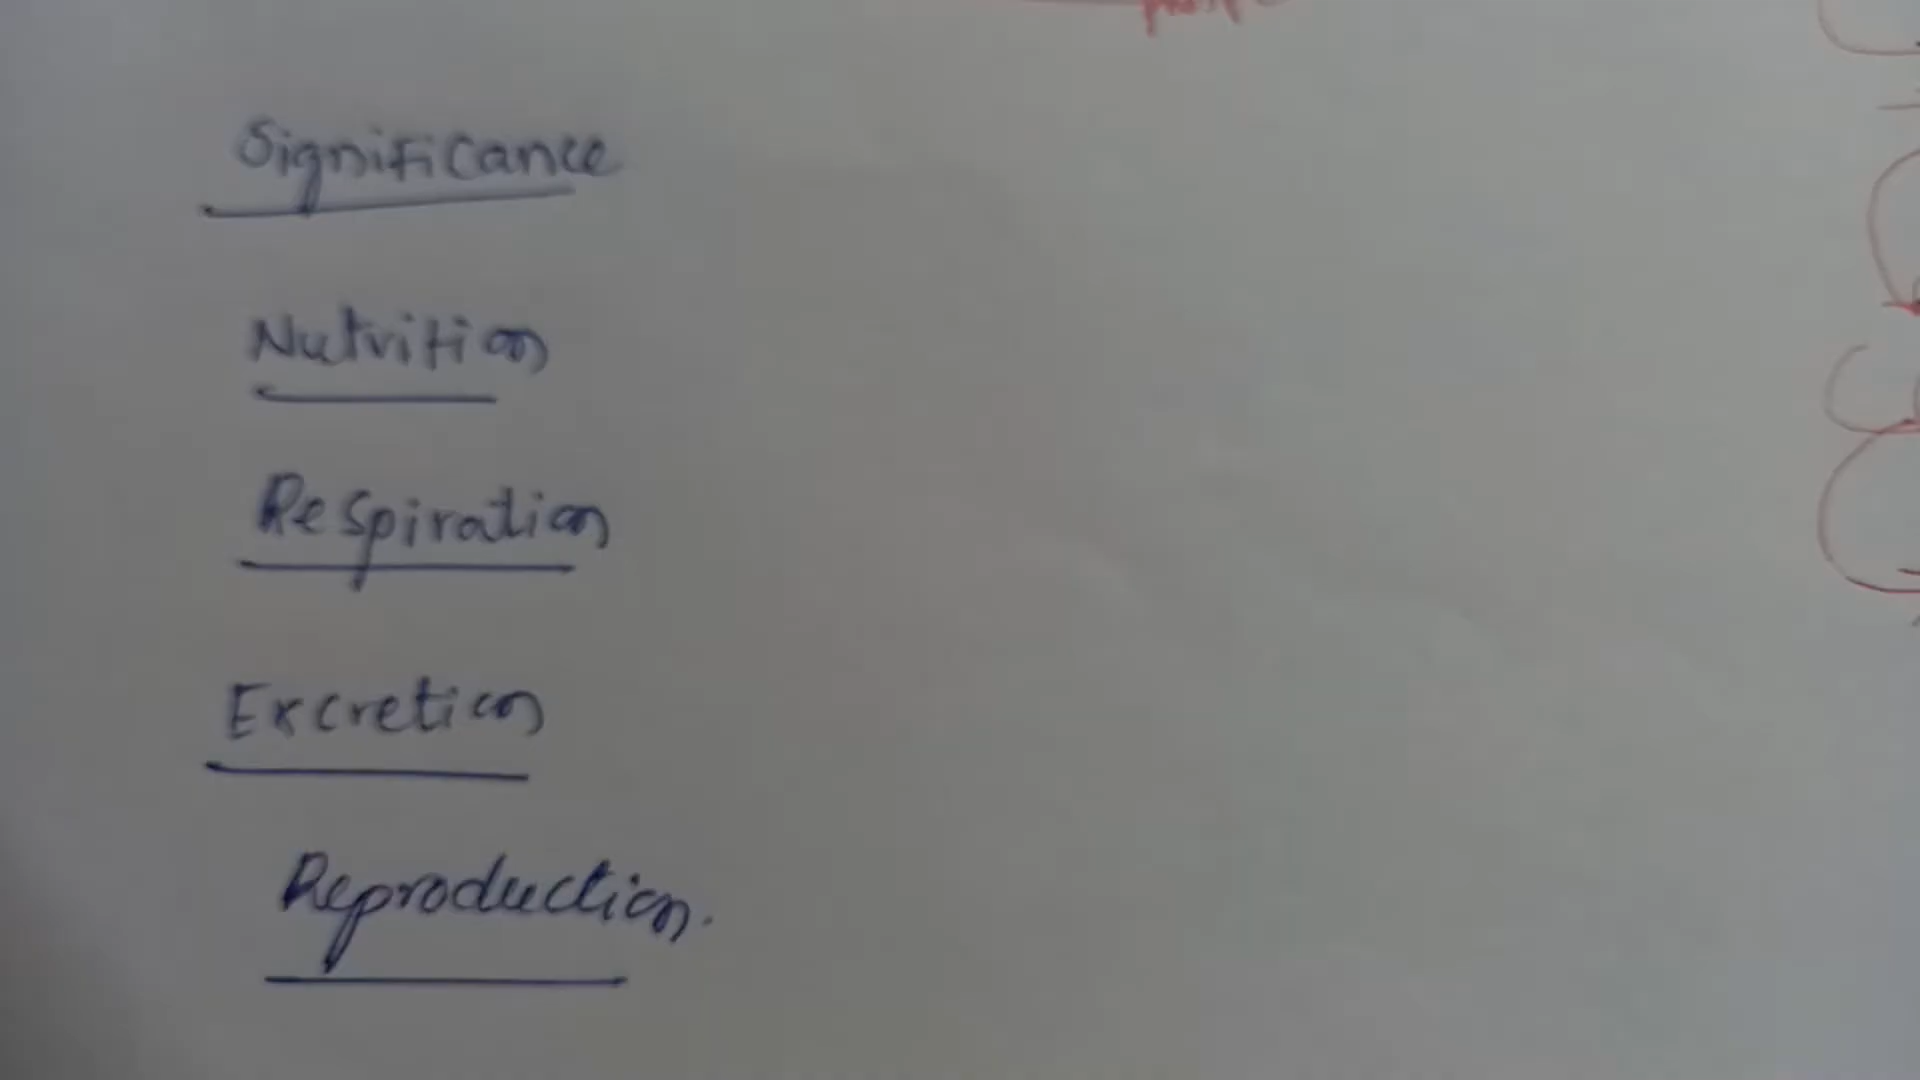 Significance
Nutrition
Respiration
Excretion
Reproduction.